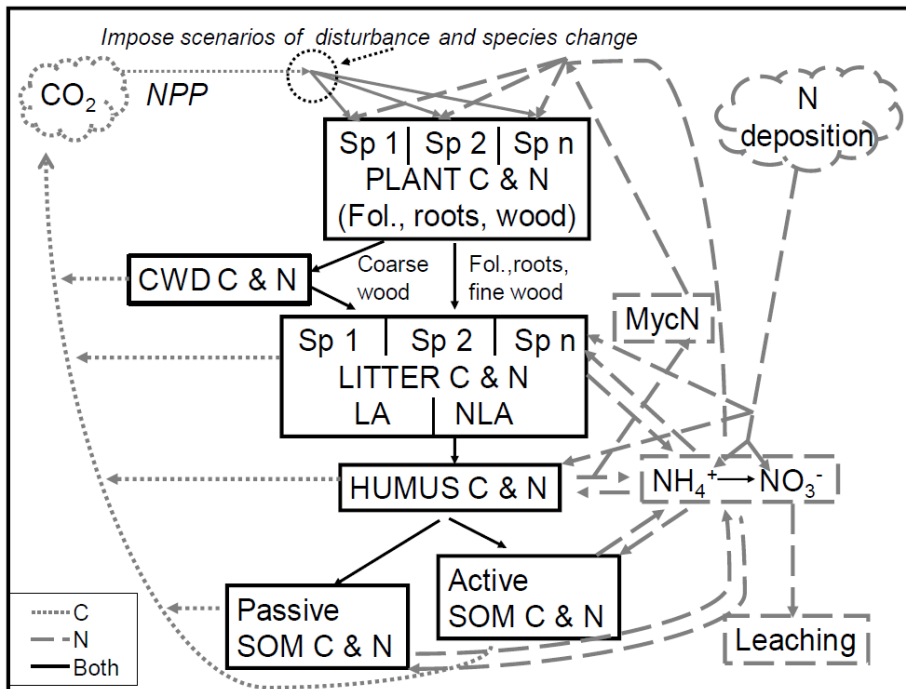 Impose scenarios of disturbance and species change
CO2
NPP
N
deposition
Sp 1 Sp 2 Sp n
PLANT C & N
(Fol., roots, wood)
Coarse
wood
Fol.,roots,
fine wood
CWD C & N
MycN
Sp 1 Sp 2 Sp n
LITTER C & N
LA NLA
HUMUS C & N
NH4+ NO3-
Passive
SOM C & N
Active
SOM C & N
Leaching
C
N
Both